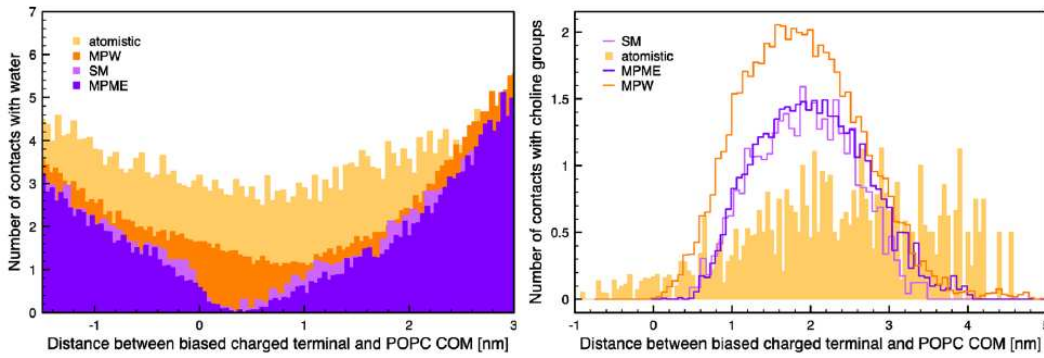 Number of contacts with water
7
6
5
4
3
2
1
0
atomistic
MPW
SM
MPME
-1
0
1
2
3
Distance between biased charged terminal and POPC COM [nm]
Number of contacts with choline groups
2
1.5
1
0.5
0
SM
atomistic
MPME
MPW
-1
0
1
2
3
4
5
Distance between biased charged terminal and POPC COM [nm]